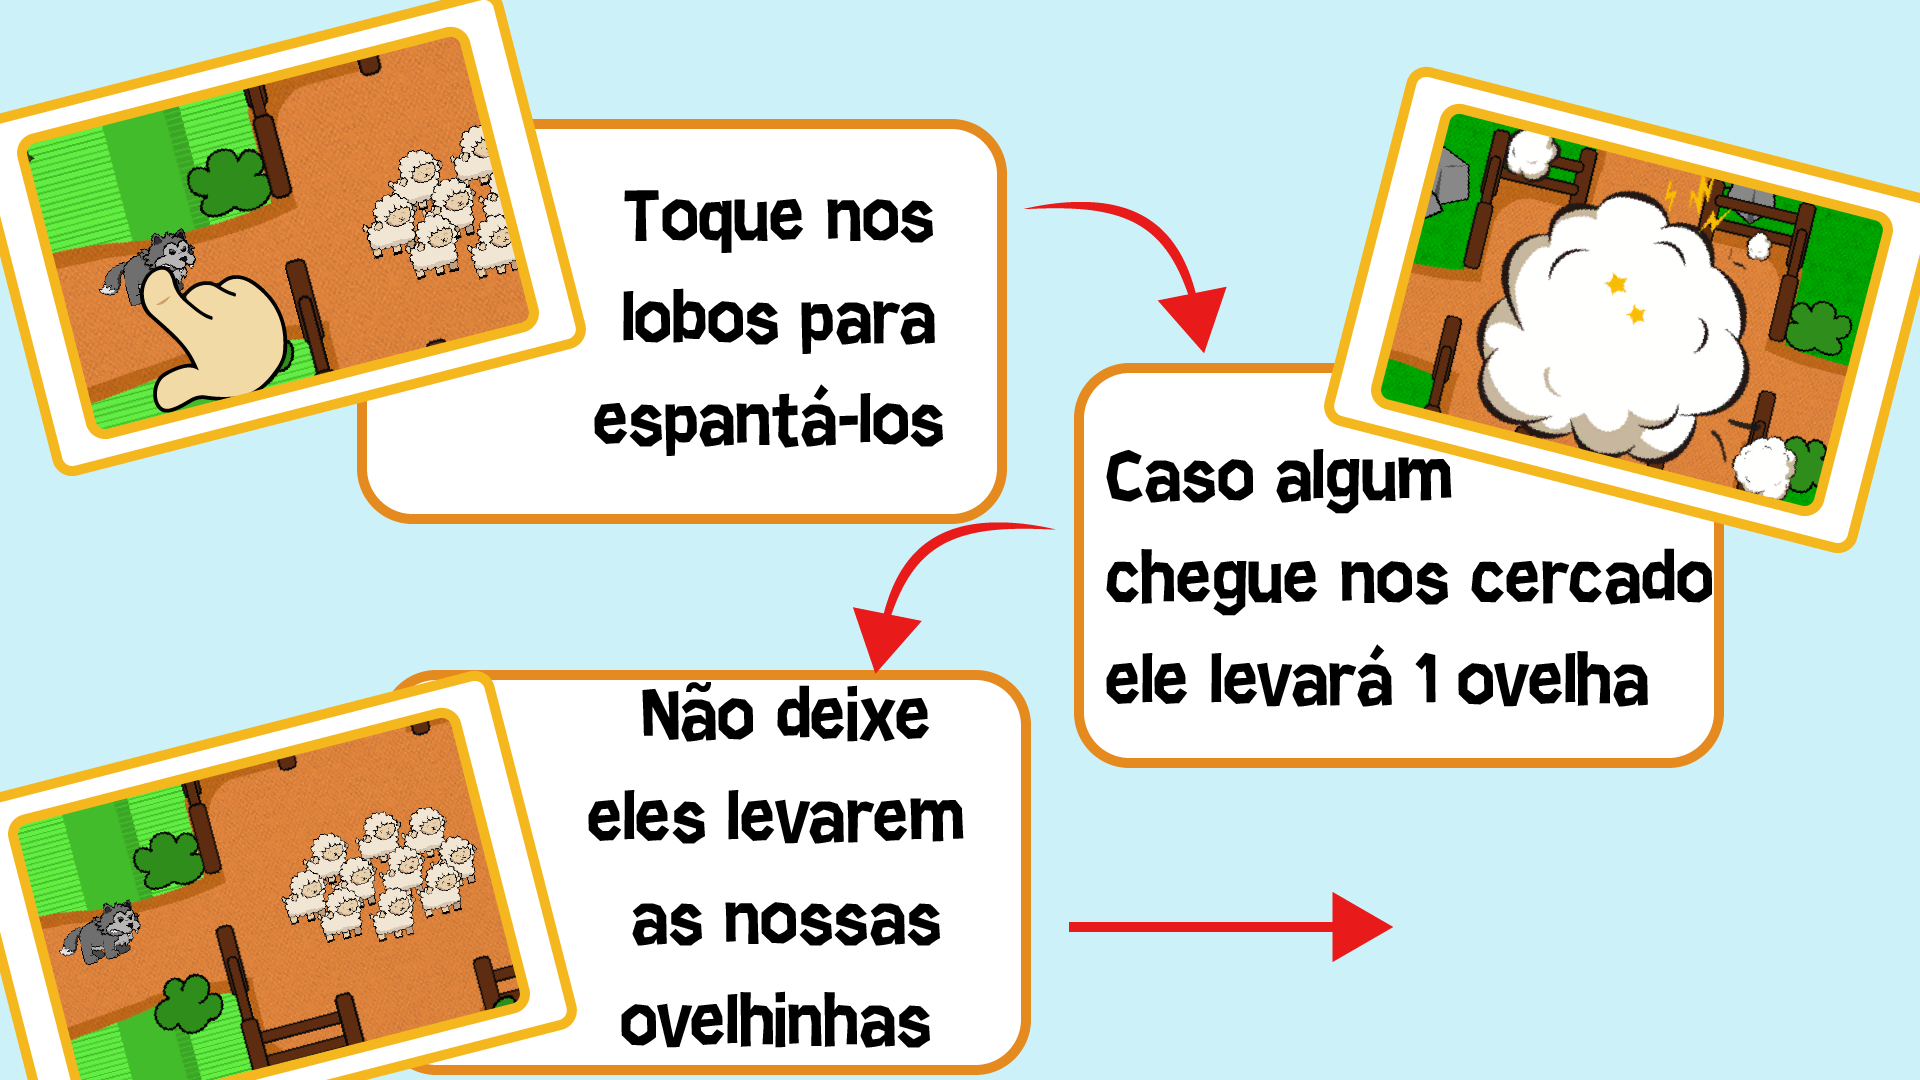 Toque nos
lobos para
espantá-los
Caso algum
chegue nos cercado
ele levará 1 ovelha
Não deixe
eles levarem
as nossas
ovelhinhas